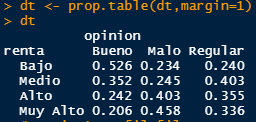 > dt <- prop.table(dt,margin=1)
> dt
opinion
renta Bueno Malo Regular
Bajo 0.526 0.234 0.240
Medio 0.352 0.245 0.403
Alto 0.242 0.403 0.355
Muy Alto 0.206 0.458 0.336